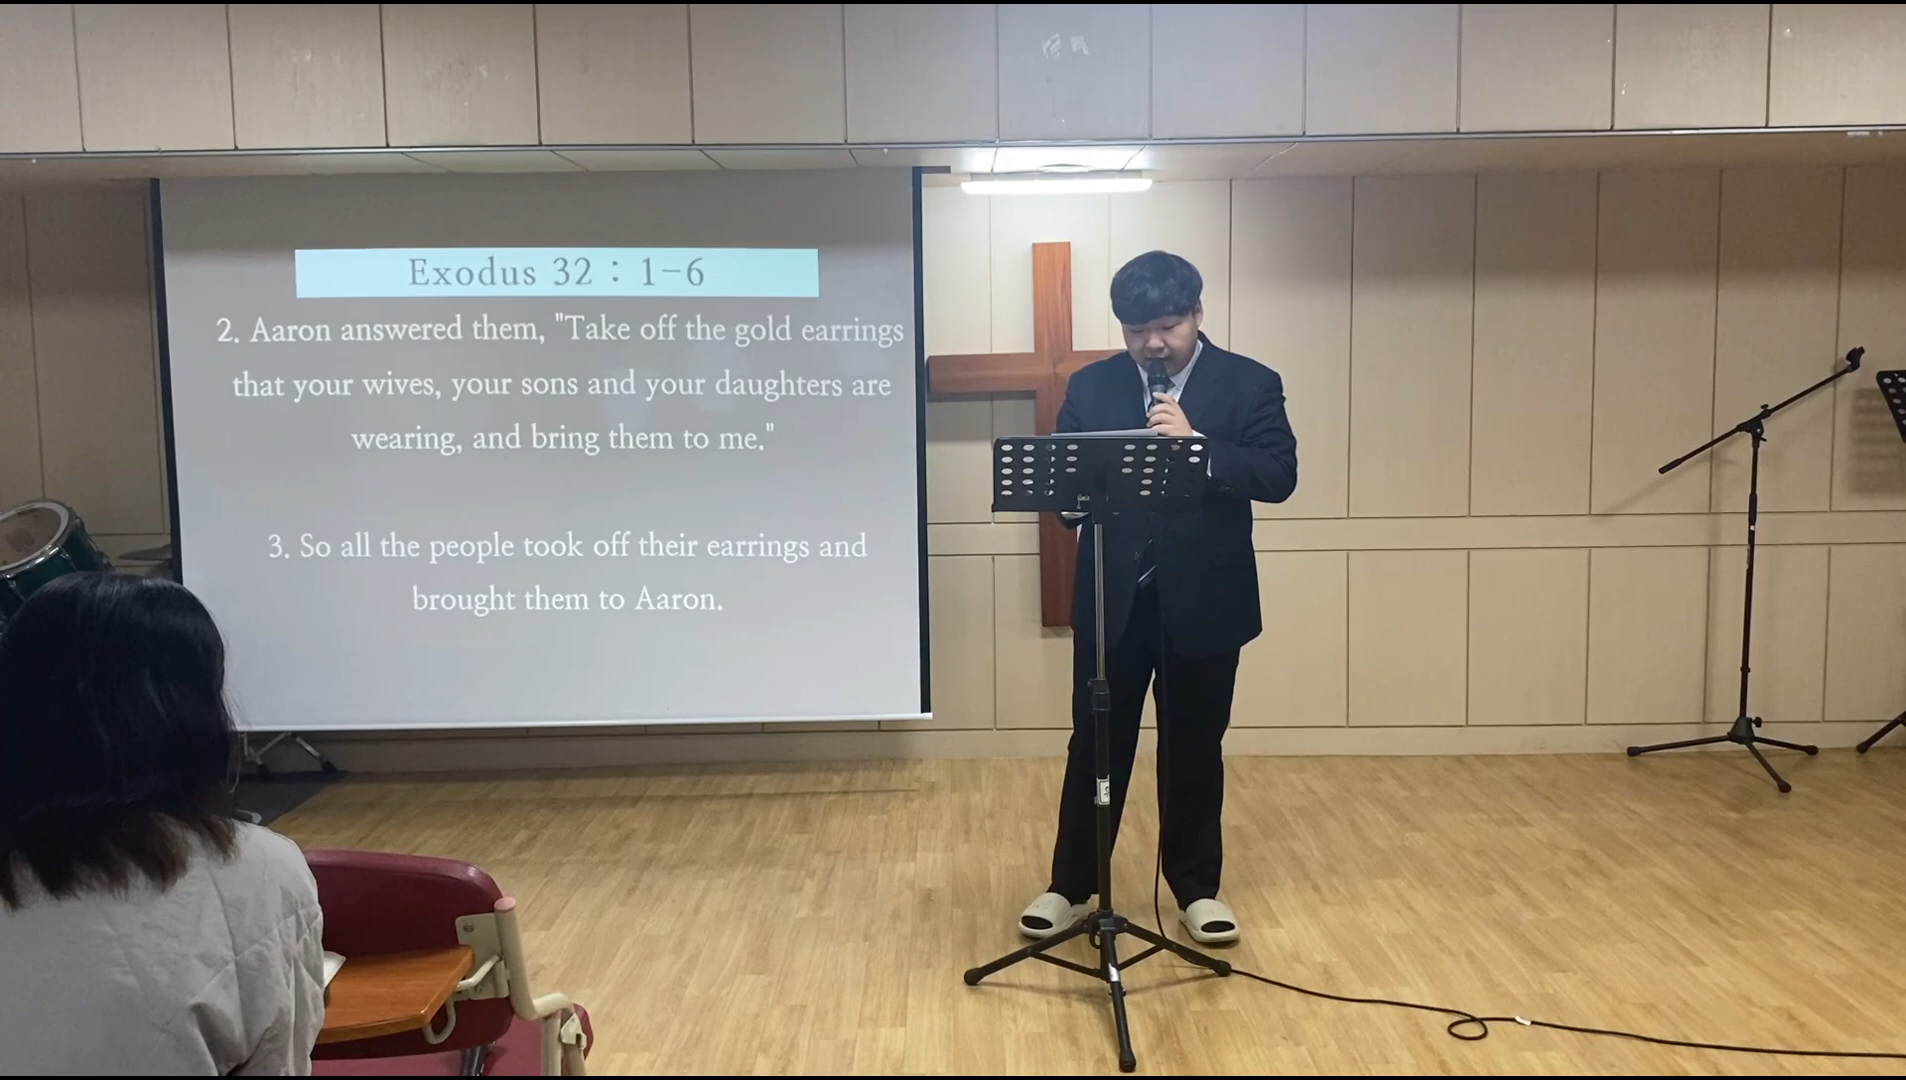 Exodus 32 : 1-6
2. Aaron answered them, "Take off the gold earrings
that your wives, your sons and your daughters are
wearing, and bring them to me."
3. So all the people took off their earrings and
brought them to Aaron.